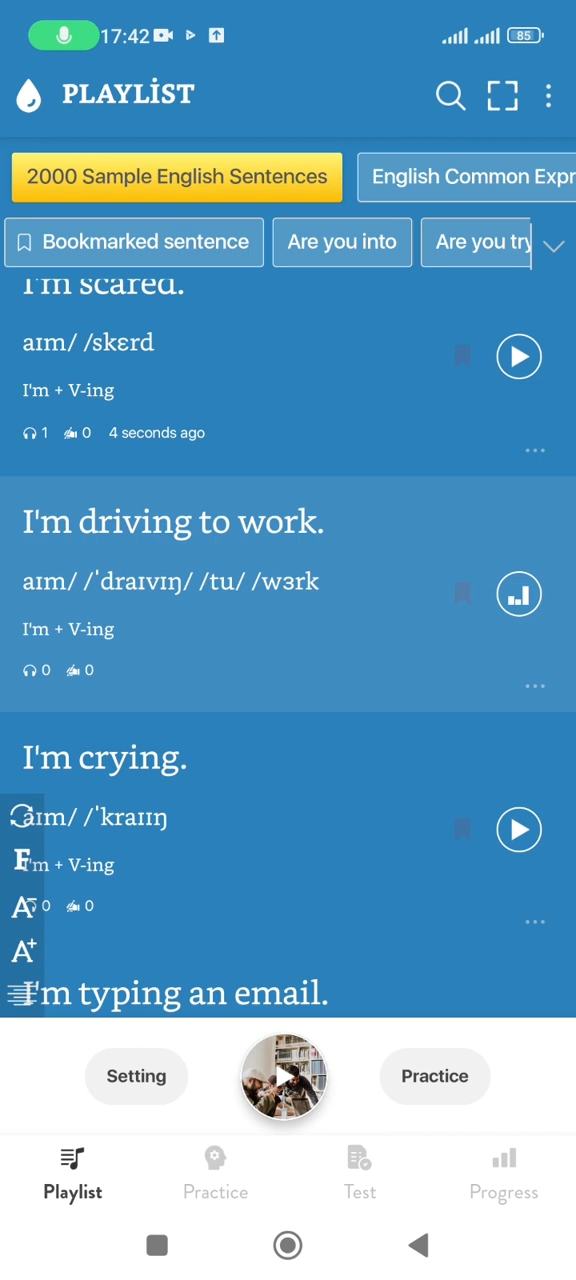 17:42
85
PLAYLİST
2000 Sample English Sentences
English Common Expr
Bookmarked sentence
Are you into
Are you try
I'm scared.
aɪm/ /skɛrd
I'm + V-ing
1 0 4 seconds ago
I'm driving to work.
aɪm/ /ˈdraɪvɪŋ/ /tu/ /wɜrk
I'm + V-ing
0 0
I'm crying.
aɪm/ /ˈkraɪɪŋ
F
I'm + V-ing
A- 0 0
A+
I'm typing an email.
Setting
Practice
Playlist
Practice
Test
Progress